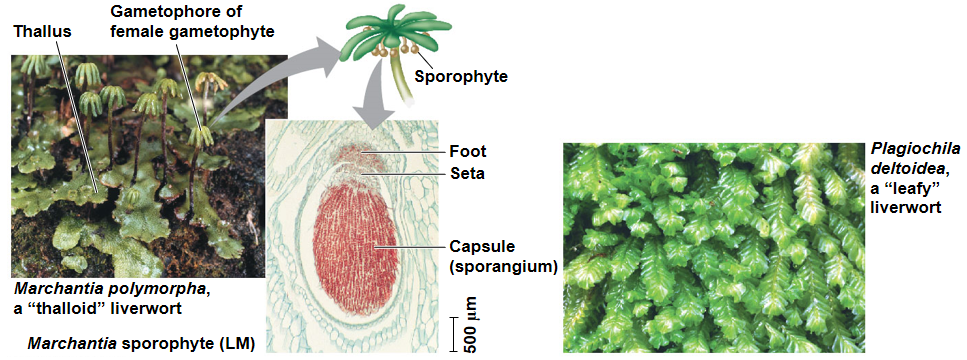 Thallus
Gametophore of
female gametophyte
Sporophyte
Foot
Seta
Capsule
(sporangium)
500 μm
Marchantia polymorpha,
a “thalloid” liverwort
Marchantia sporophyte (LM)
Plagiochila
deltoidea,
a “leafy”
liverwort